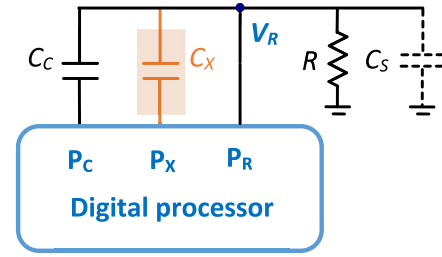 V_R
C_C C_X R C_S
P_C P_X P_R
Digital processor